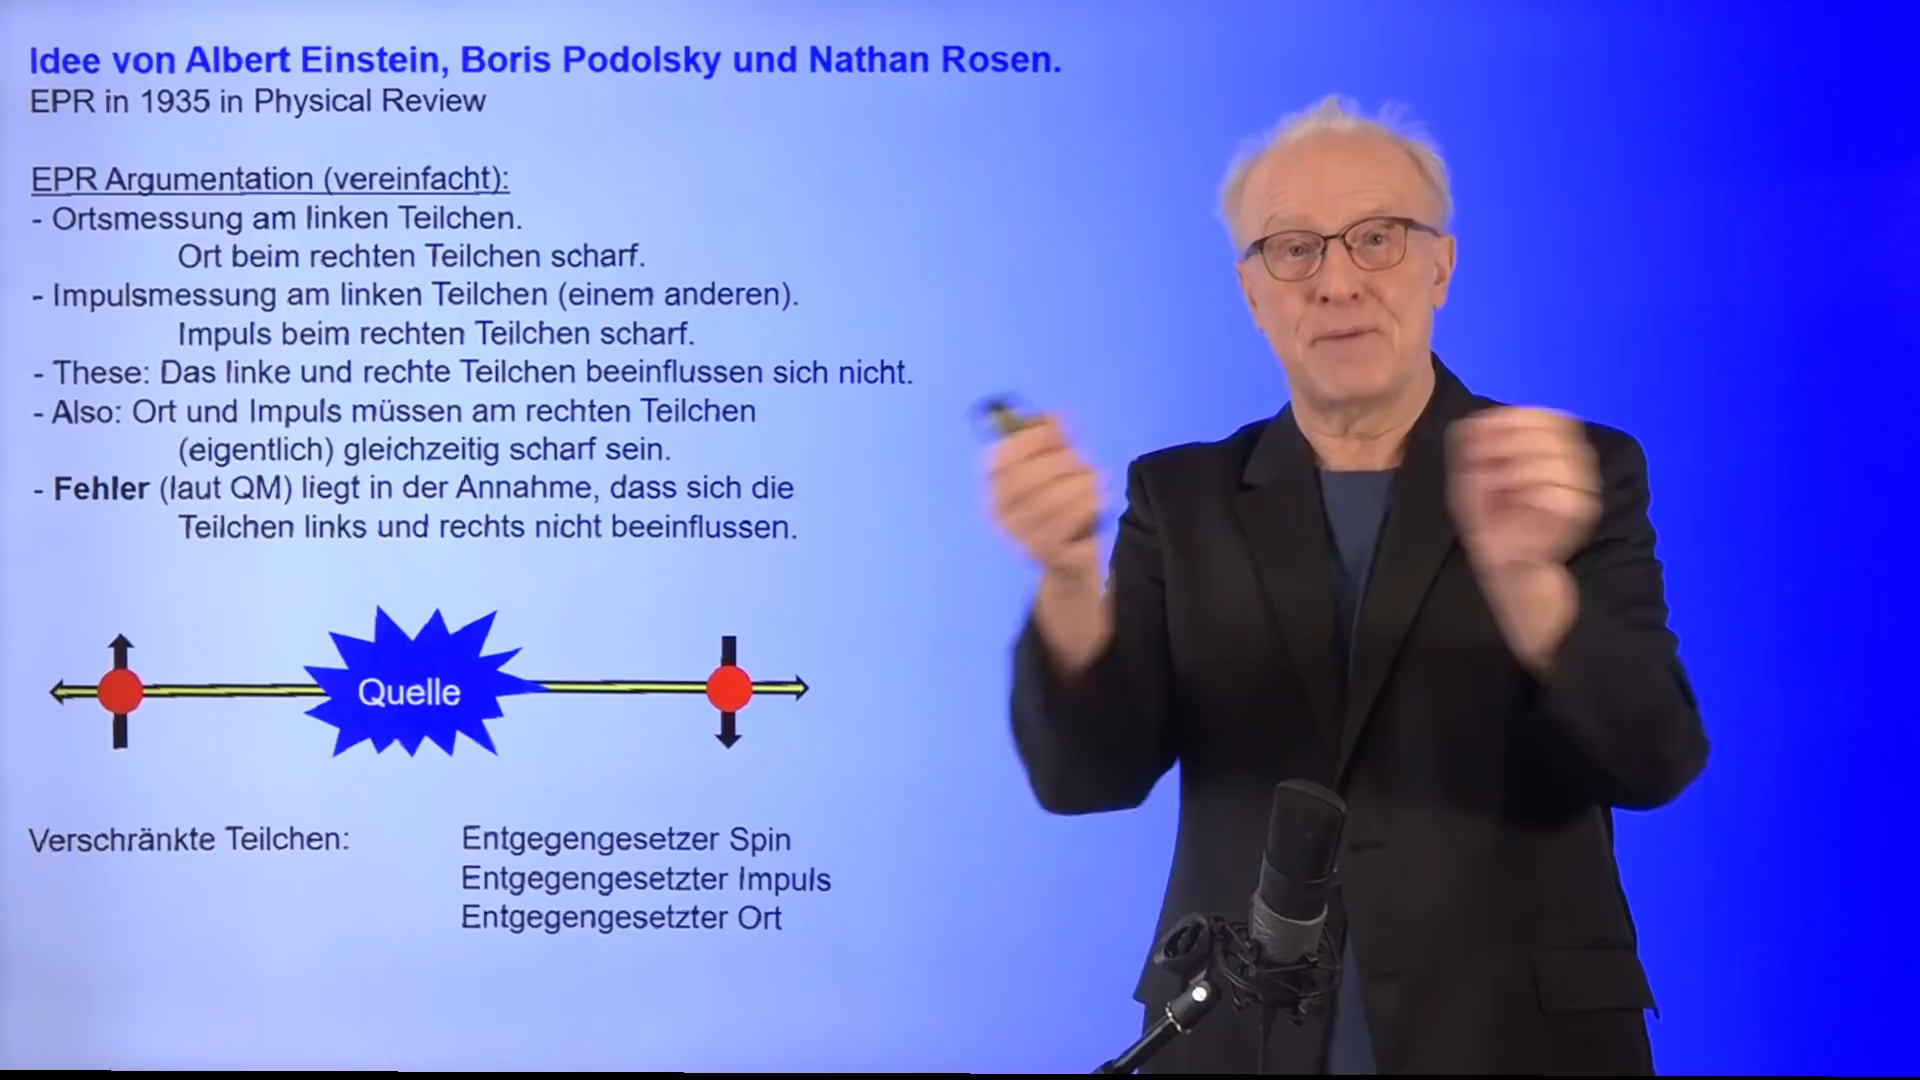 Idee von Albert Einstein, Boris Podolsky und Nathan Rosen.
EPR in 1935 in Physical Review
EPR Argumentation (vereinfacht):
- Ortsmessung am linken Teilchen.
Ort beim rechten Teilchen scharf.
- Impulsmessung am linken Teilchen (einem anderen).
Impuls beim rechten Teilchen scharf.
- These: Das linke und rechte Teilchen beeinflussen sich nicht.
- Also: Ort und Impuls müssen am rechten Teilchen
(eigentlich) gleichzeitig scharf sein.
- Fehler (laut QM) liegt in der Annahme, dass sich die
Teilchen links und rechts nicht beeinflussen.
Quelle
Verschränkte Teilchen: Entgegengesetzer Spin
Entgegengesetzter Impuls
Entgegengesetzter Ort